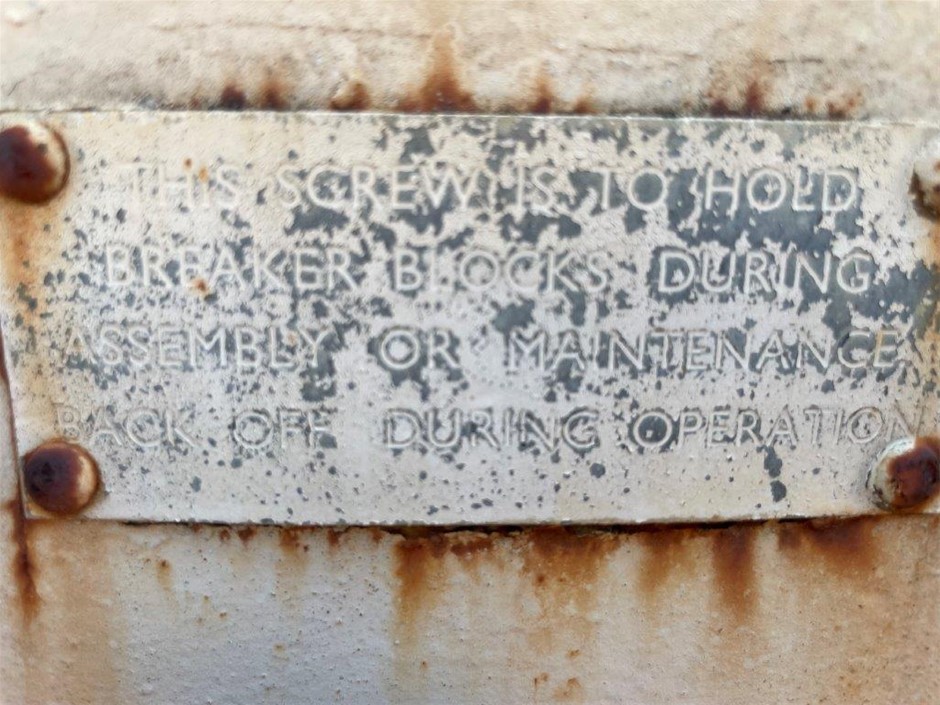 THIS SCREW IS TO HOLD
BREAKER BLOCKS DURING
ASSEMBLY OR MAINTENANCE
BACK OFF DURING OPERATION